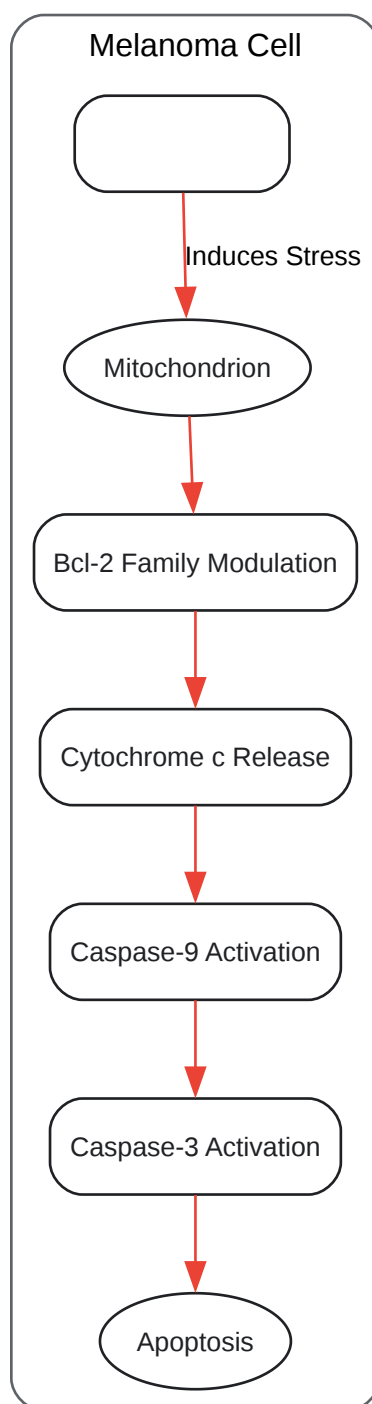 Melanoma Cell
Induces Stress
Mitochondrion
Bcl-2 Family Modulation
Cytochrome c Release
Caspase-9 Activation
Caspase-3 Activation
Apoptosis